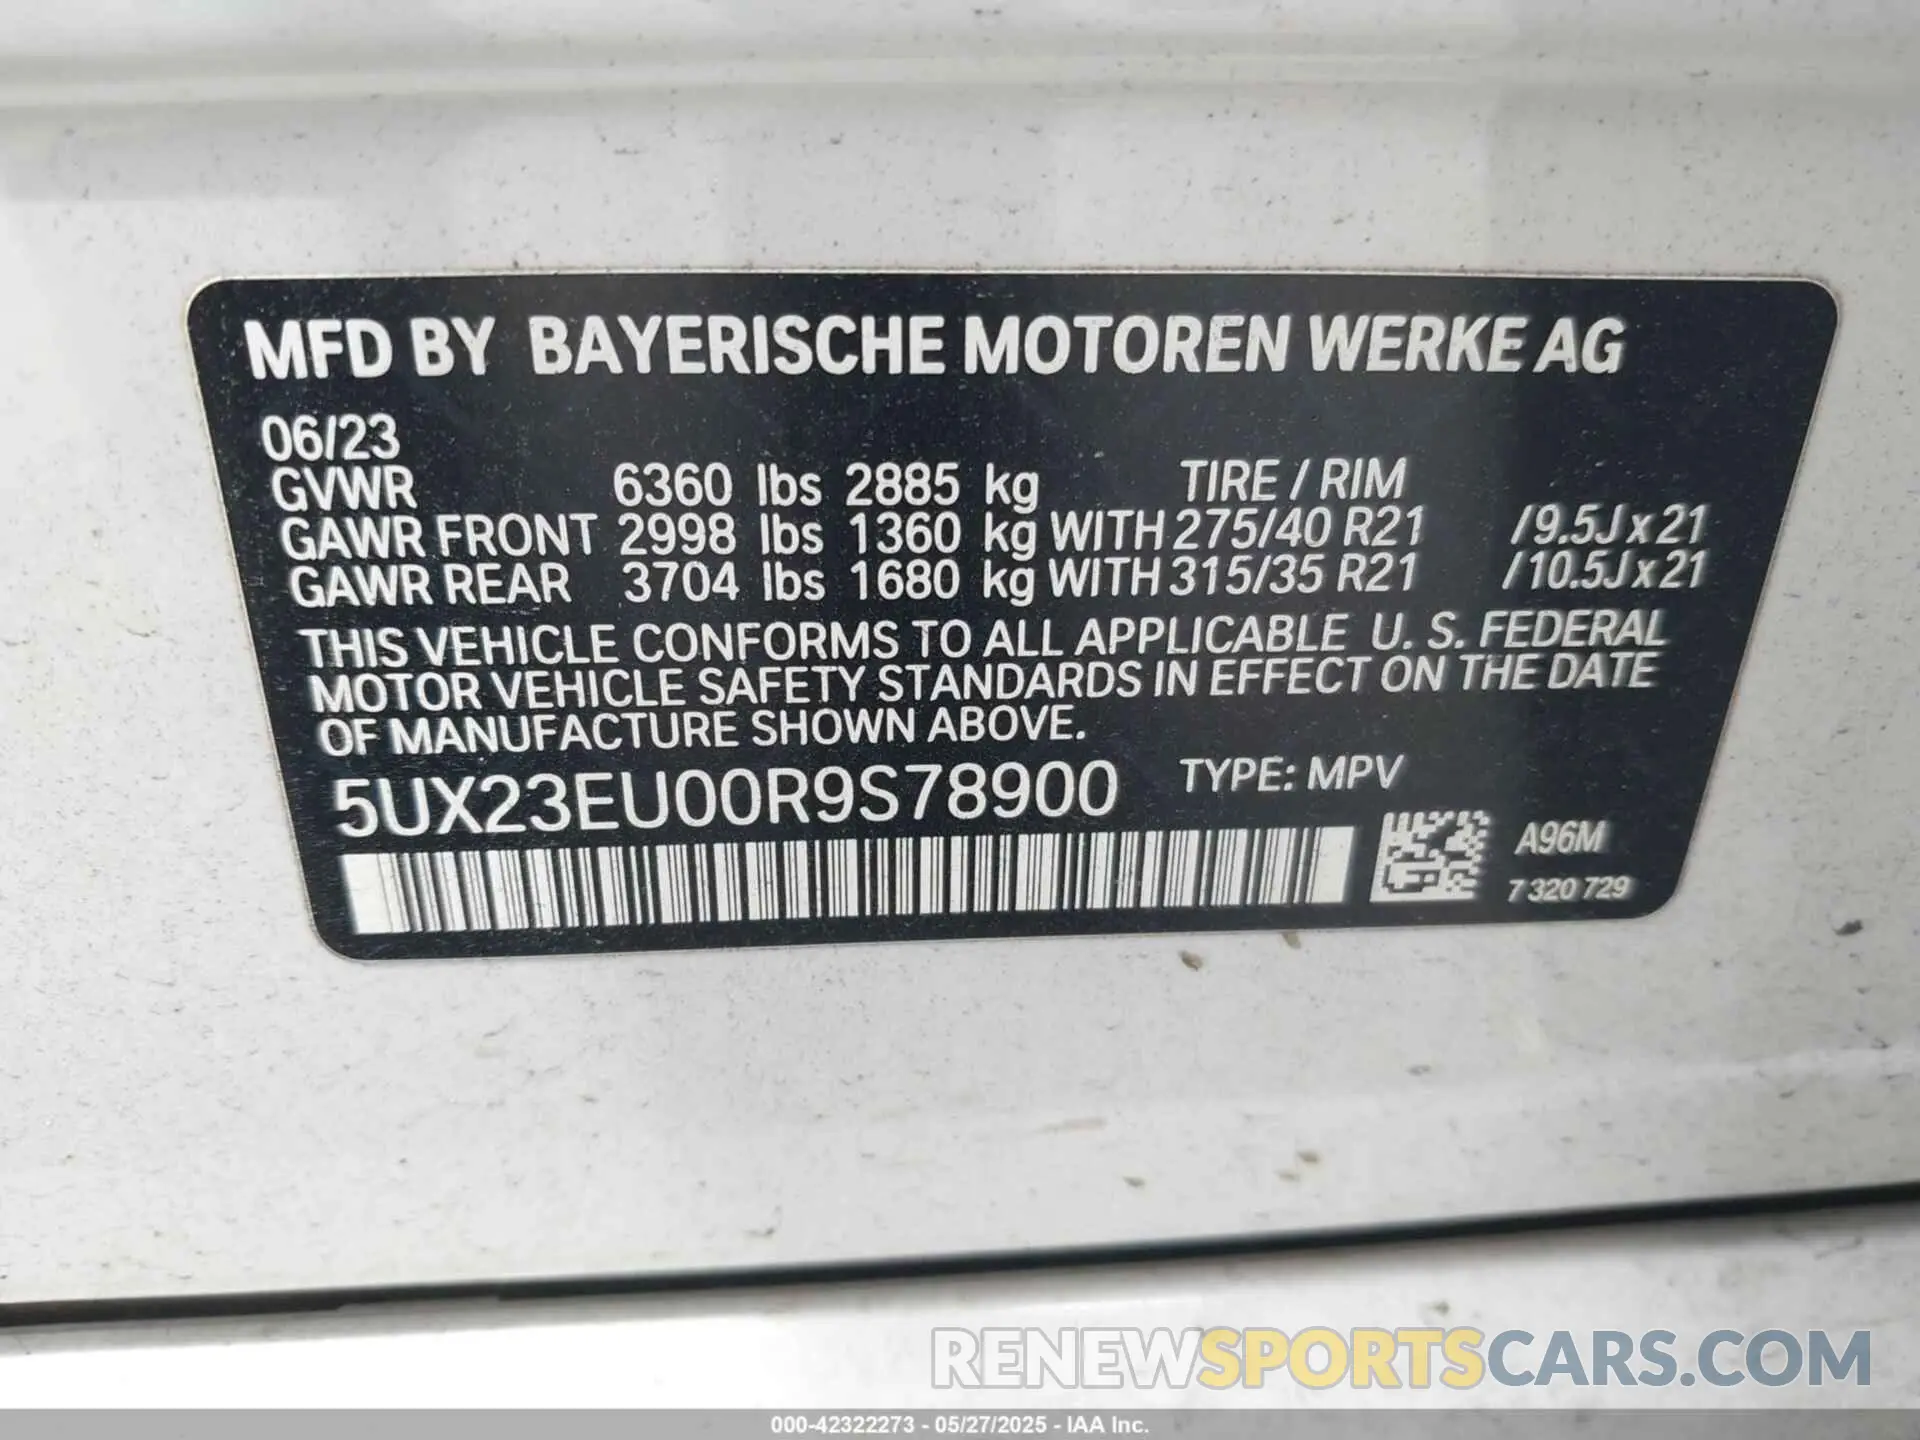 MFD BY BAYERISCHE MOTOREN WERKE AG
06/23
GVWR 6360 lbs 2885 kg TIRE / RIM
GAWR FRONT 2998 lbs 1360 kg WITH 275/40 R21 /9.5J x 21
GAWR REAR 3704 lbs 1680 kg WITH 315/35 R21 /10.5J x 21
THIS VEHICLE CONFORMS TO ALL APPLICABLE U. S. FEDERAL
MOTOR VEHICLE SAFETY STANDARDS IN EFFECT ON THE DATE
OF MANUFACTURE SHOWN ABOVE.
5UX23EU00R9S78900 TYPE: MPV
A96M
7 320 729
RENEWSPORTSCARS.COM
000-42322273 - 05/27/2025 - IAA Inc.